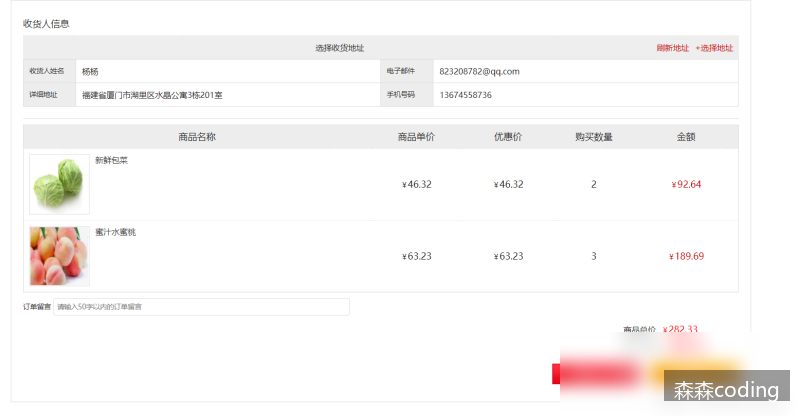 收货人信息
选择收货地址 刷新地址 +选择地址
收货人姓名 杨杨 电子邮件 823208782@qq.com
详细地址 福建省厦门市湖里区水晶公寓3栋201室 手机号码 13674558736
商品名称 商品单价 优惠价 购买数量 金额
新鲜包菜
¥46.32 ¥46.32 2 ¥92.64
蜜汁水蜜桃
¥63.23 ¥63.23 3 ¥189.69
订单留言 请输入50字以内的订单留言
商品总价 ¥282.33
森森coding